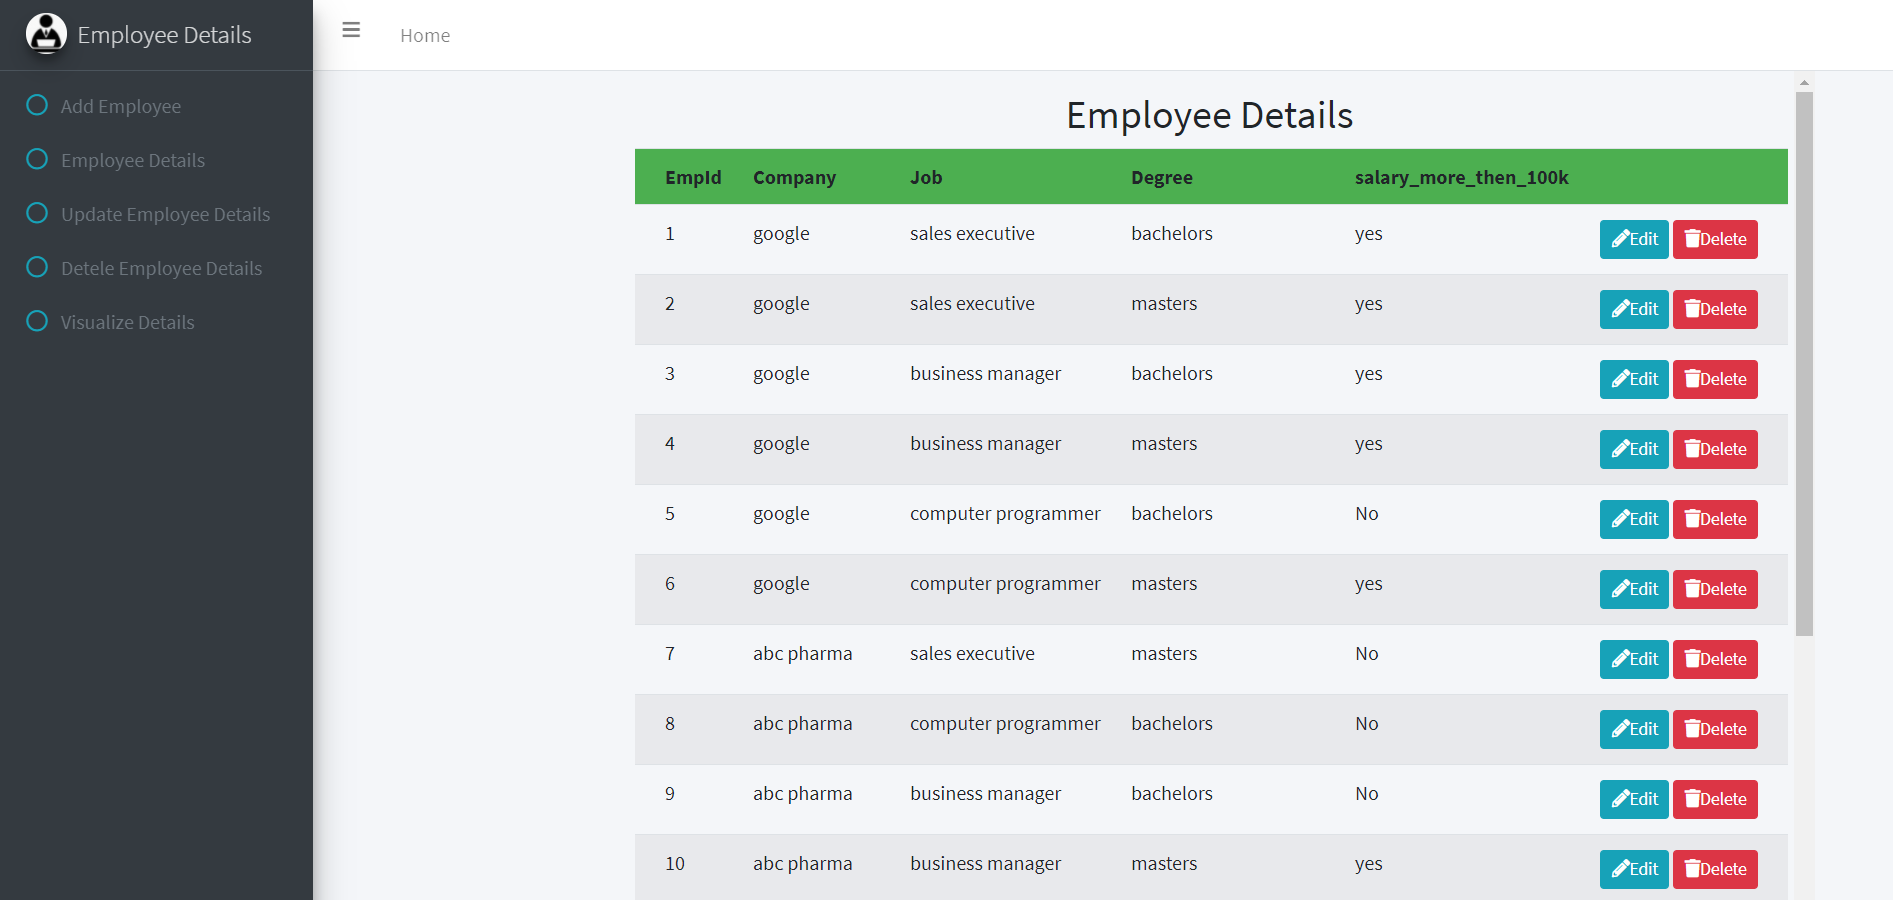 Employee Details
Home
Add Employee
Employee Details
Update Employee Details
Detele Employee Details
Visualize Details
Employee Details
EmpId Company Job Degree salary_more_then_100k
1 google sales executive bachelors yes Edit Delete
2 google sales executive masters yes Edit Delete
3 google business manager bachelors yes Edit Delete
4 google business manager masters yes Edit Delete
5 google computer programmer bachelors No Edit Delete
6 google computer programmer masters yes Edit Delete
7 abc pharma sales executive masters No Edit Delete
8 abc pharma computer programmer bachelors No Edit Delete
9 abc pharma business manager bachelors No Edit Delete
10 abc pharma business manager masters yes Edit Delete